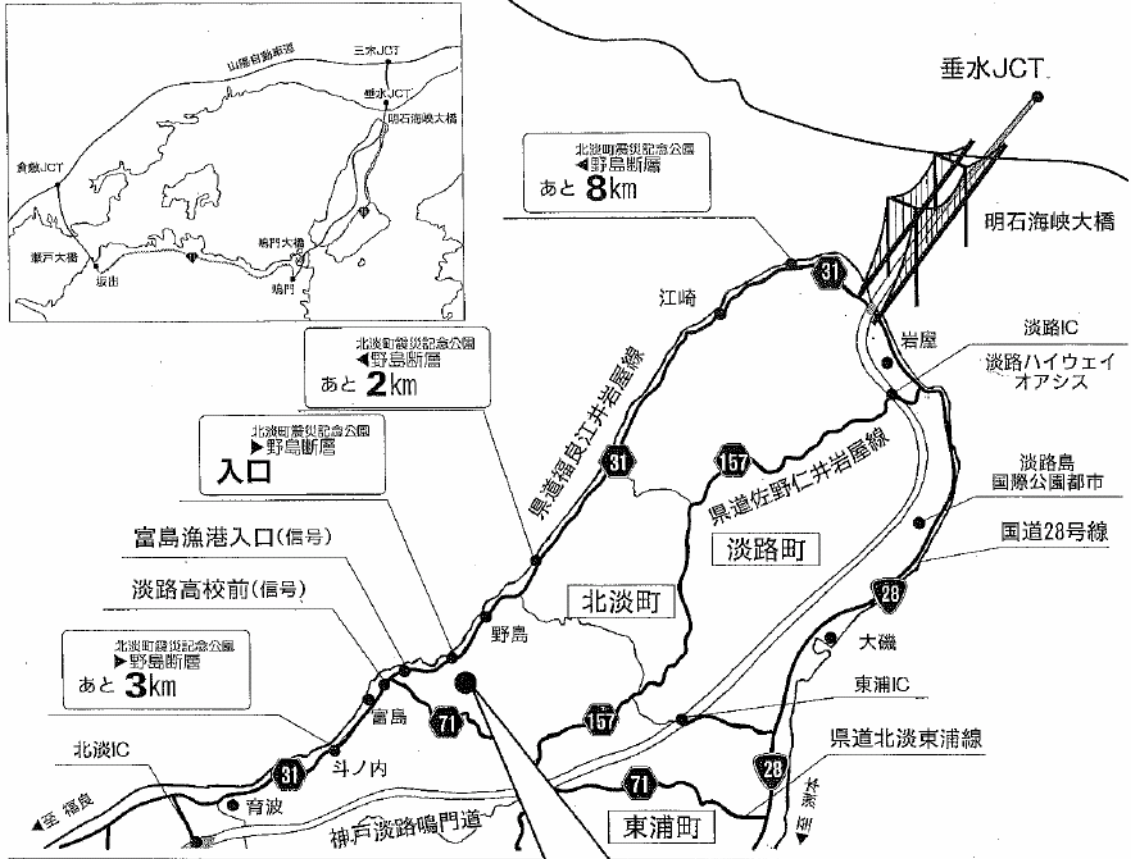 山陽自動車道
三木JCT
垂水JCT
明石海峡大橋
倉敷JCT
瀬戸大橋
坂出
鳴門大橋
鳴門
垂水JCT
明石海峡大橋
北淡町震災記念公園
◀野島断層
あと 8km
31
江崎
岩屋
淡路IC
淡路ハイウェイ
オアシス
北淡町震災記念公園
◀野島断層
あと 2km
県道福良江井岩屋線
31
157
県道佐野仁井岩屋線
淡路島
国際公園都市
国道28号線
北淡町震災記念公園
▶野島断層
入口
富島漁港入口(信号)
淡路高校前(信号)
淡路町
北淡町
28
大磯
野島
北淡町震災記念公園
▶野島断層
あと 3km
富島
71
157
東浦IC
県道北淡東浦線
北淡IC
斗ノ内
31
28
71
育波
◀至 福良
神戸淡路鳴門道
東浦町
至 洲本